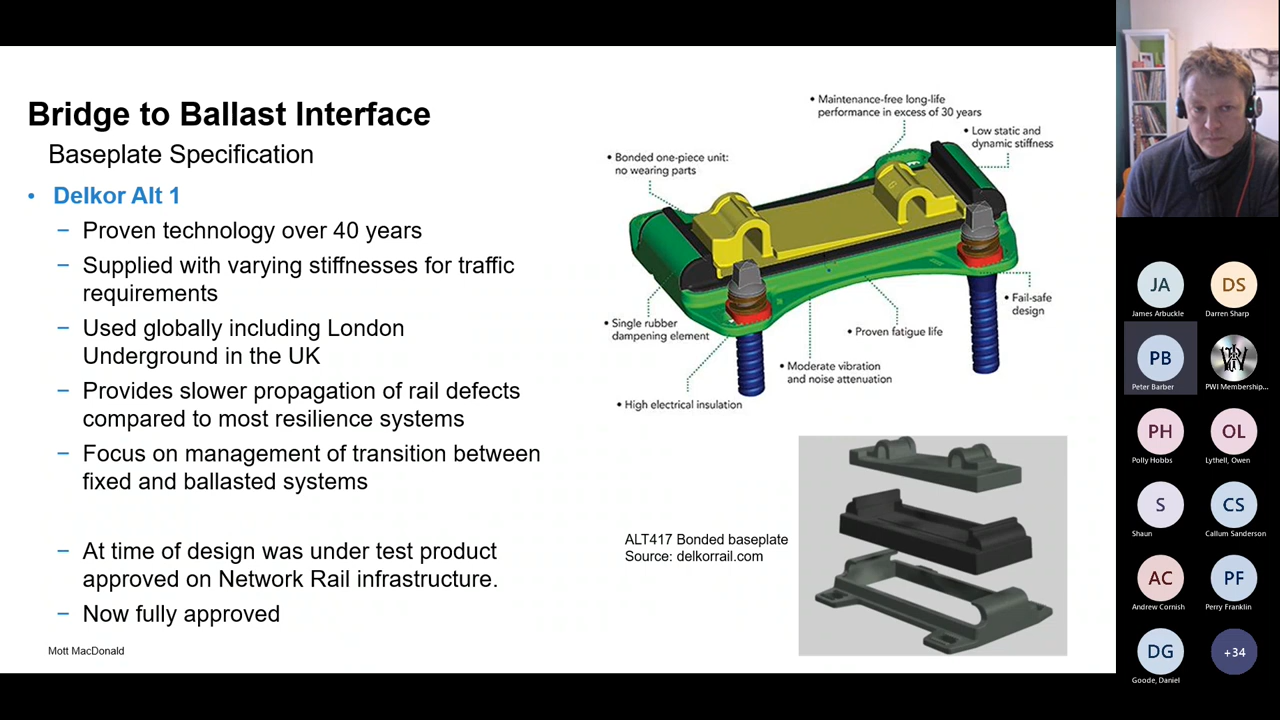 Bridge to Ballast Interface
Baseplate Specification
• Delkor Alt 1
– Proven technology over 40 years
– Supplied with varying stiffnesses for traffic
requirements
– Used globally including London
Underground in the UK
– Provides slower propagation of rail defects
compared to most resilience systems
– Focus on management of transition between
fixed and ballasted systems
– At time of design was under test product
approved on Network Rail infrastructure.
– Now fully approved
Mott MacDonald
• Maintenance-free long-life
performance in excess of 30 years
• Low static and
dynamic stiffness
• Bonded one-piece unit:
no wearing parts
• Fail-safe
design
• Single rubber
dampening element
• Proven fatigue life
• Moderate vibration
and noise attenuation
• High electrical insulation
ALT417 Bonded baseplate
Source: delkorrail.com
JA
James Arbuckle
DS
Darren Sharp
PB
Peter Barber
PWI Membership...
PH
Polly Hobbs
OL
Lythell, Owen
S
Shaun
CS
Callum Sanderson
AC
Andrew Cornish
PF
Perry Franklin
DG
Goode, Daniel
+34